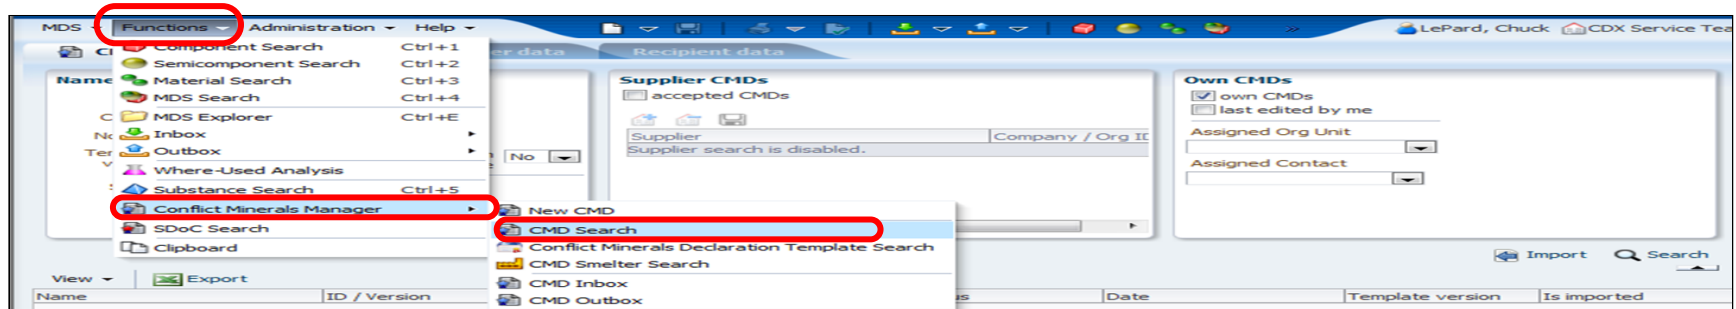 MDS Functions Administration Help LePard, Chuck CDX Service Tea
Component Search Ctrl+1 er data Recipient data
Semicomponent Search Ctrl+2
Name Material Search Ctrl+3 Supplier CMDs Own CMDs
MDS Search Ctrl+4 accepted CMDs own CMDs
MDS Explorer Ctrl+E last edited by me
Inbox Supplier Company / Org ID Assigned Org Unit
Outbox Supplier search is disabled.
No
Where-Used Analysis Assigned Contact
Substance Search Ctrl+5
Conflict Minerals Manager New CMD
SDoC Search CMD Search
Clipboard Conflict Minerals Declaration Template Search
CMD Smelter Search Import Search
View Export CMD Inbox
Name ID / Version CMD Outbox us Date Template version Is imported